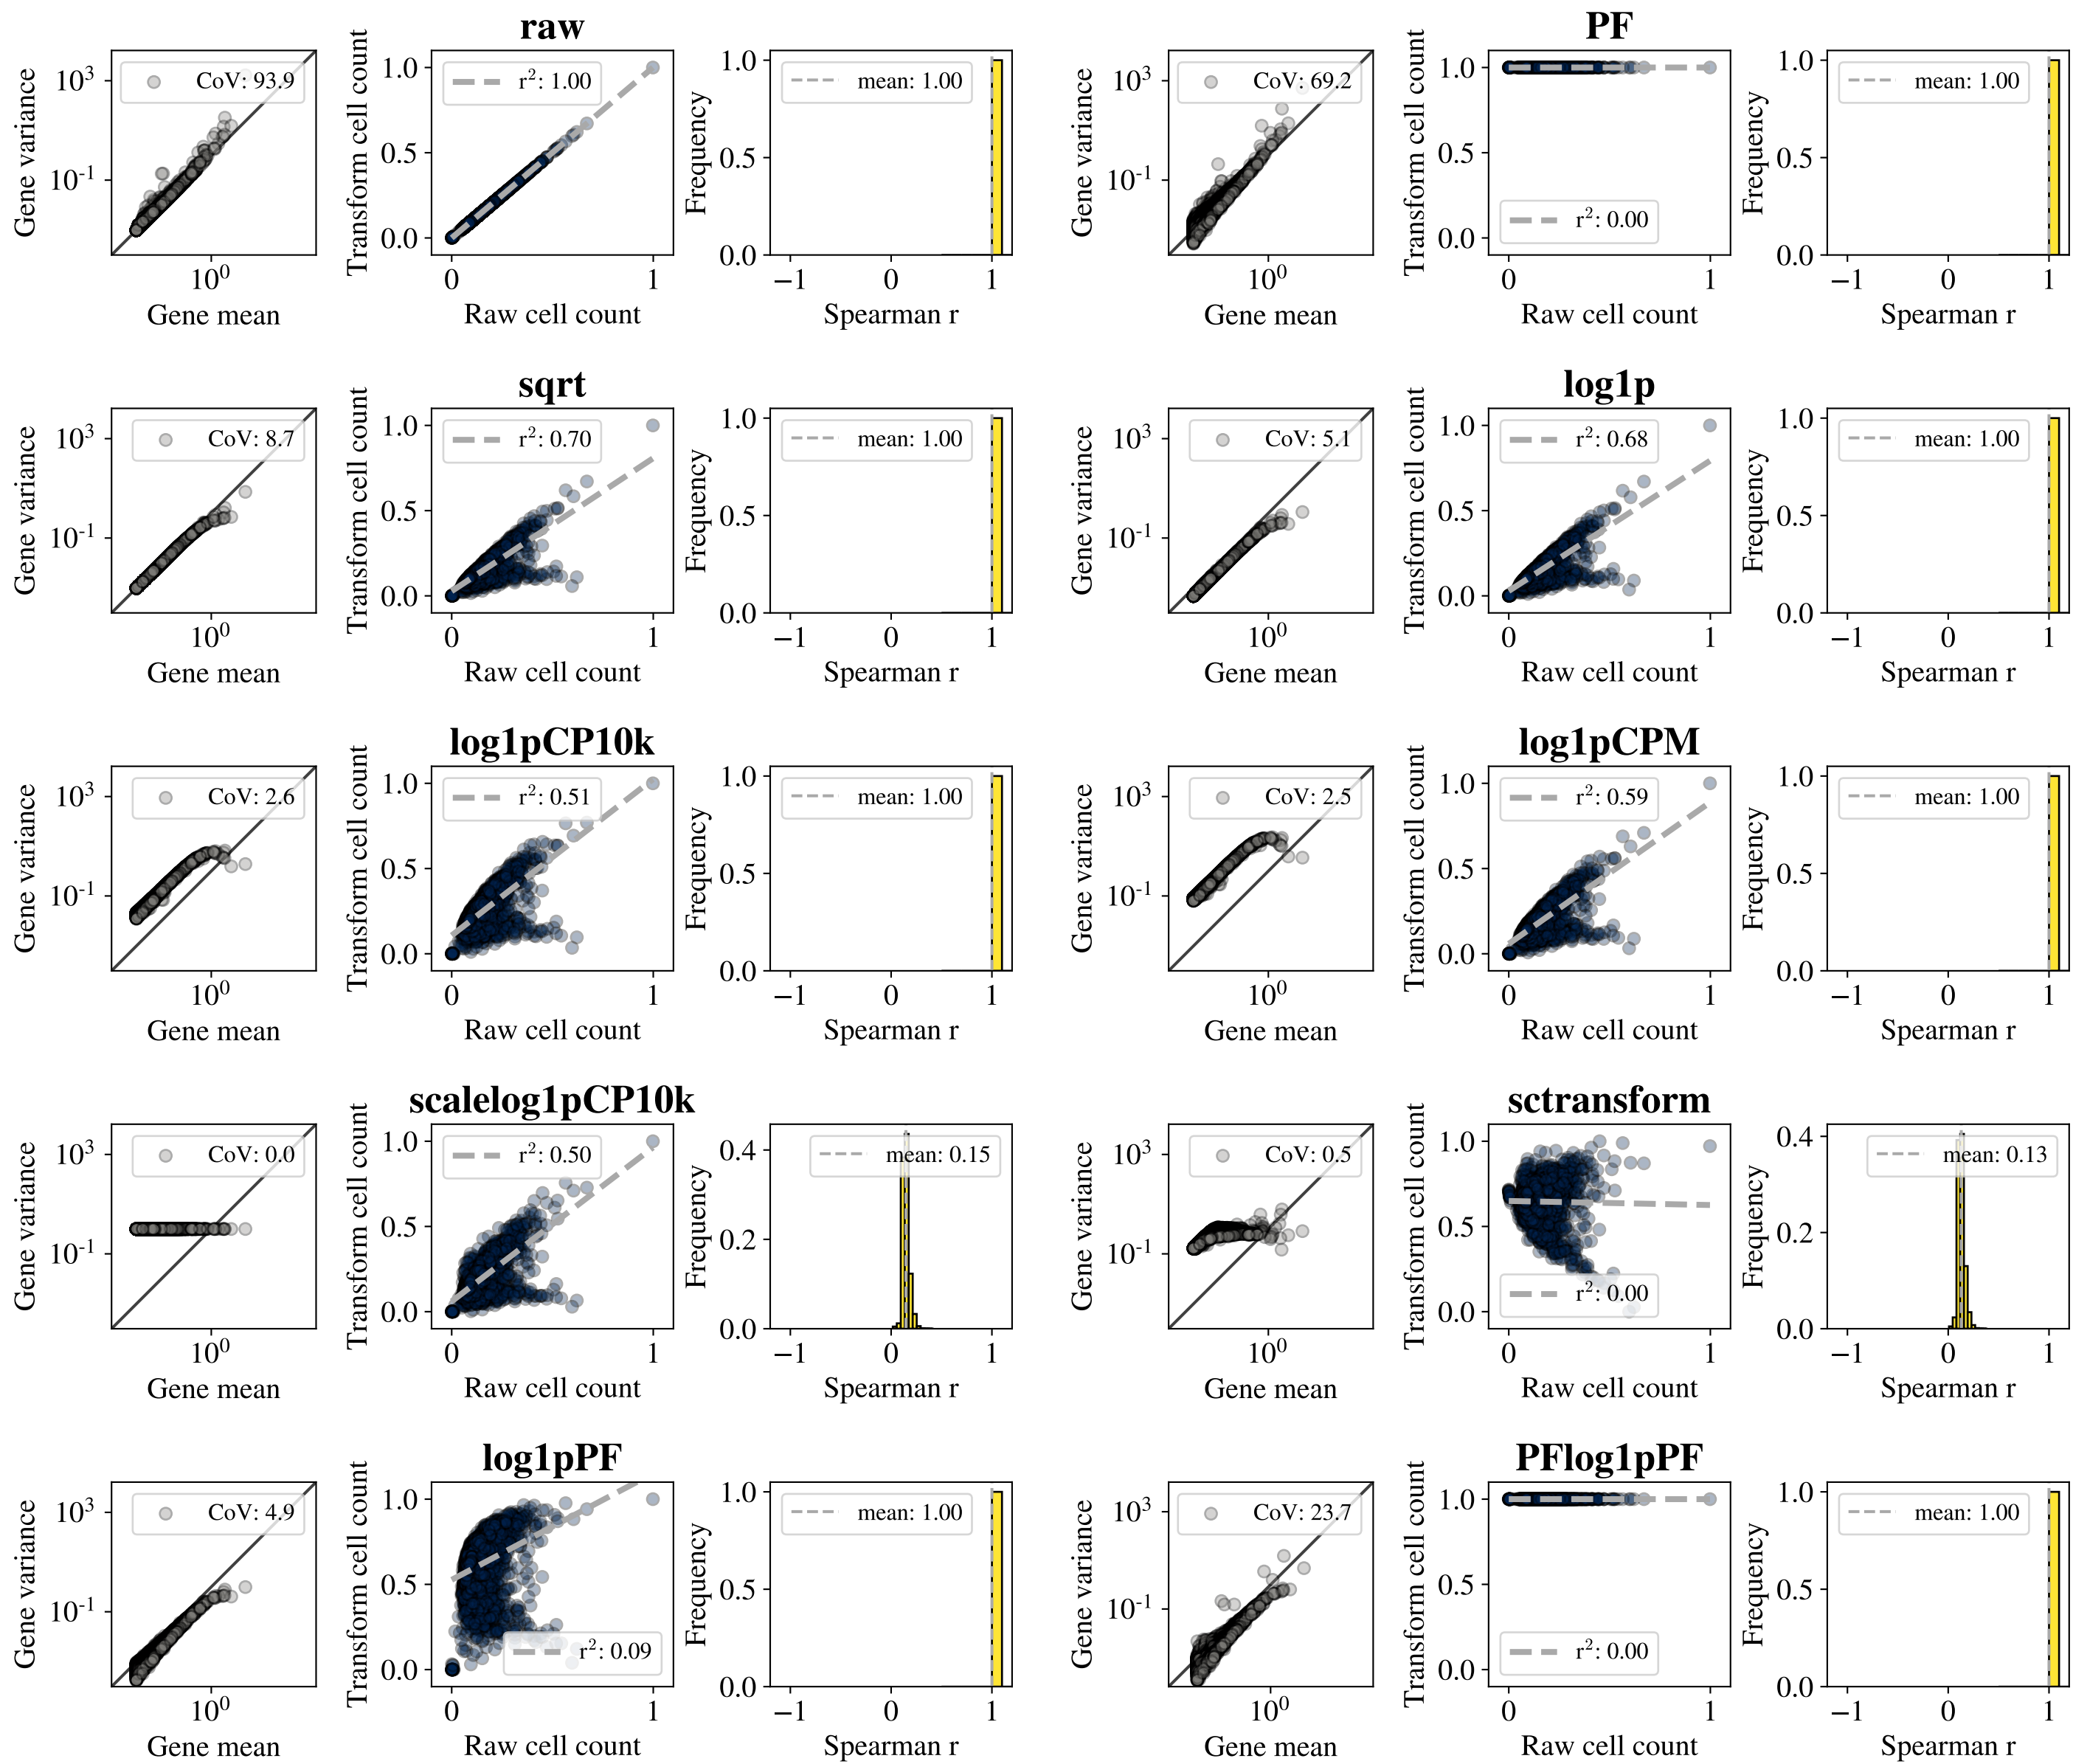 raw
Gene variance
10³
10⁻¹
CoV: 93.9
10⁰
Gene mean
Transform cell count
1.0
0.5
0.0
r²: 1.00
0
1
Raw cell count
Frequency
1.0
0.5
0.0
mean: 1.00
−1
0
1
Spearman r
PF
Gene variance
10³
10⁻¹
CoV: 69.2
10⁰
Gene mean
Transform cell count
1.0
0.5
0.0
r²: 0.00
0
1
Raw cell count
Frequency
1.0
0.5
0.0
mean: 1.00
−1
0
1
Spearman r
sqrt
Gene variance
10³
10⁻¹
CoV: 8.7
10⁰
Gene mean
Transform cell count
1.0
0.5
0.0
r²: 0.70
0
1
Raw cell count
Frequency
1.0
0.5
0.0
mean: 1.00
−1
0
1
Spearman r
log1p
Gene variance
10³
10⁻¹
CoV: 5.1
10⁰
Gene mean
Transform cell count
1.0
0.5
0.0
r²: 0.68
0
1
Raw cell count
Frequency
1.0
0.5
0.0
mean: 1.00
−1
0
1
Spearman r
log1pCP10k
Gene variance
10³
10⁻¹
CoV: 2.6
10⁰
Gene mean
Transform cell count
1.0
0.5
0.0
r²: 0.51
0
1
Raw cell count
Frequency
1.0
0.5
0.0
mean: 1.00
−1
0
1
Spearman r
log1pCPM
Gene variance
10³
10⁻¹
CoV: 2.5
10⁰
Gene mean
Transform cell count
1.0
0.5
0.0
r²: 0.59
0
1
Raw cell count
Frequency
1.0
0.5
0.0
mean: 1.00
−1
0
1
Spearman r
scalelog1pCP10k
Gene variance
10³
10⁻¹
CoV: 0.0
10⁰
Gene mean
Transform cell count
1.0
0.5
0.0
r²: 0.50
0
1
Raw cell count
Frequency
0.4
0.2
0.0
mean: 0.15
−1
0
1
Spearman r
sctransform
Gene variance
10³
10⁻¹
CoV: 0.5
10⁰
Gene mean
Transform cell count
1.0
0.5
0.0
r²: 0.00
0
1
Raw cell count
Frequency
0.4
0.2
0.0
mean: 0.13
−1
0
1
Spearman r
log1pPF
Gene variance
10³
10⁻¹
CoV: 4.9
10⁰
Gene mean
Transform cell count
1.0
0.5
0.0
r²: 0.09
0
1
Raw cell count
Frequency
1.0
0.5
0.0
mean: 1.00
−1
0
1
Spearman r
PFlog1pPF
Gene variance
10³
10⁻¹
CoV: 23.7
10⁰
Gene mean
Transform cell count
1.0
0.5
0.0
r²: 0.00
0
1
Raw cell count
Frequency
1.0
0.5
0.0
mean: 1.00
−1
0
1
Spearman r